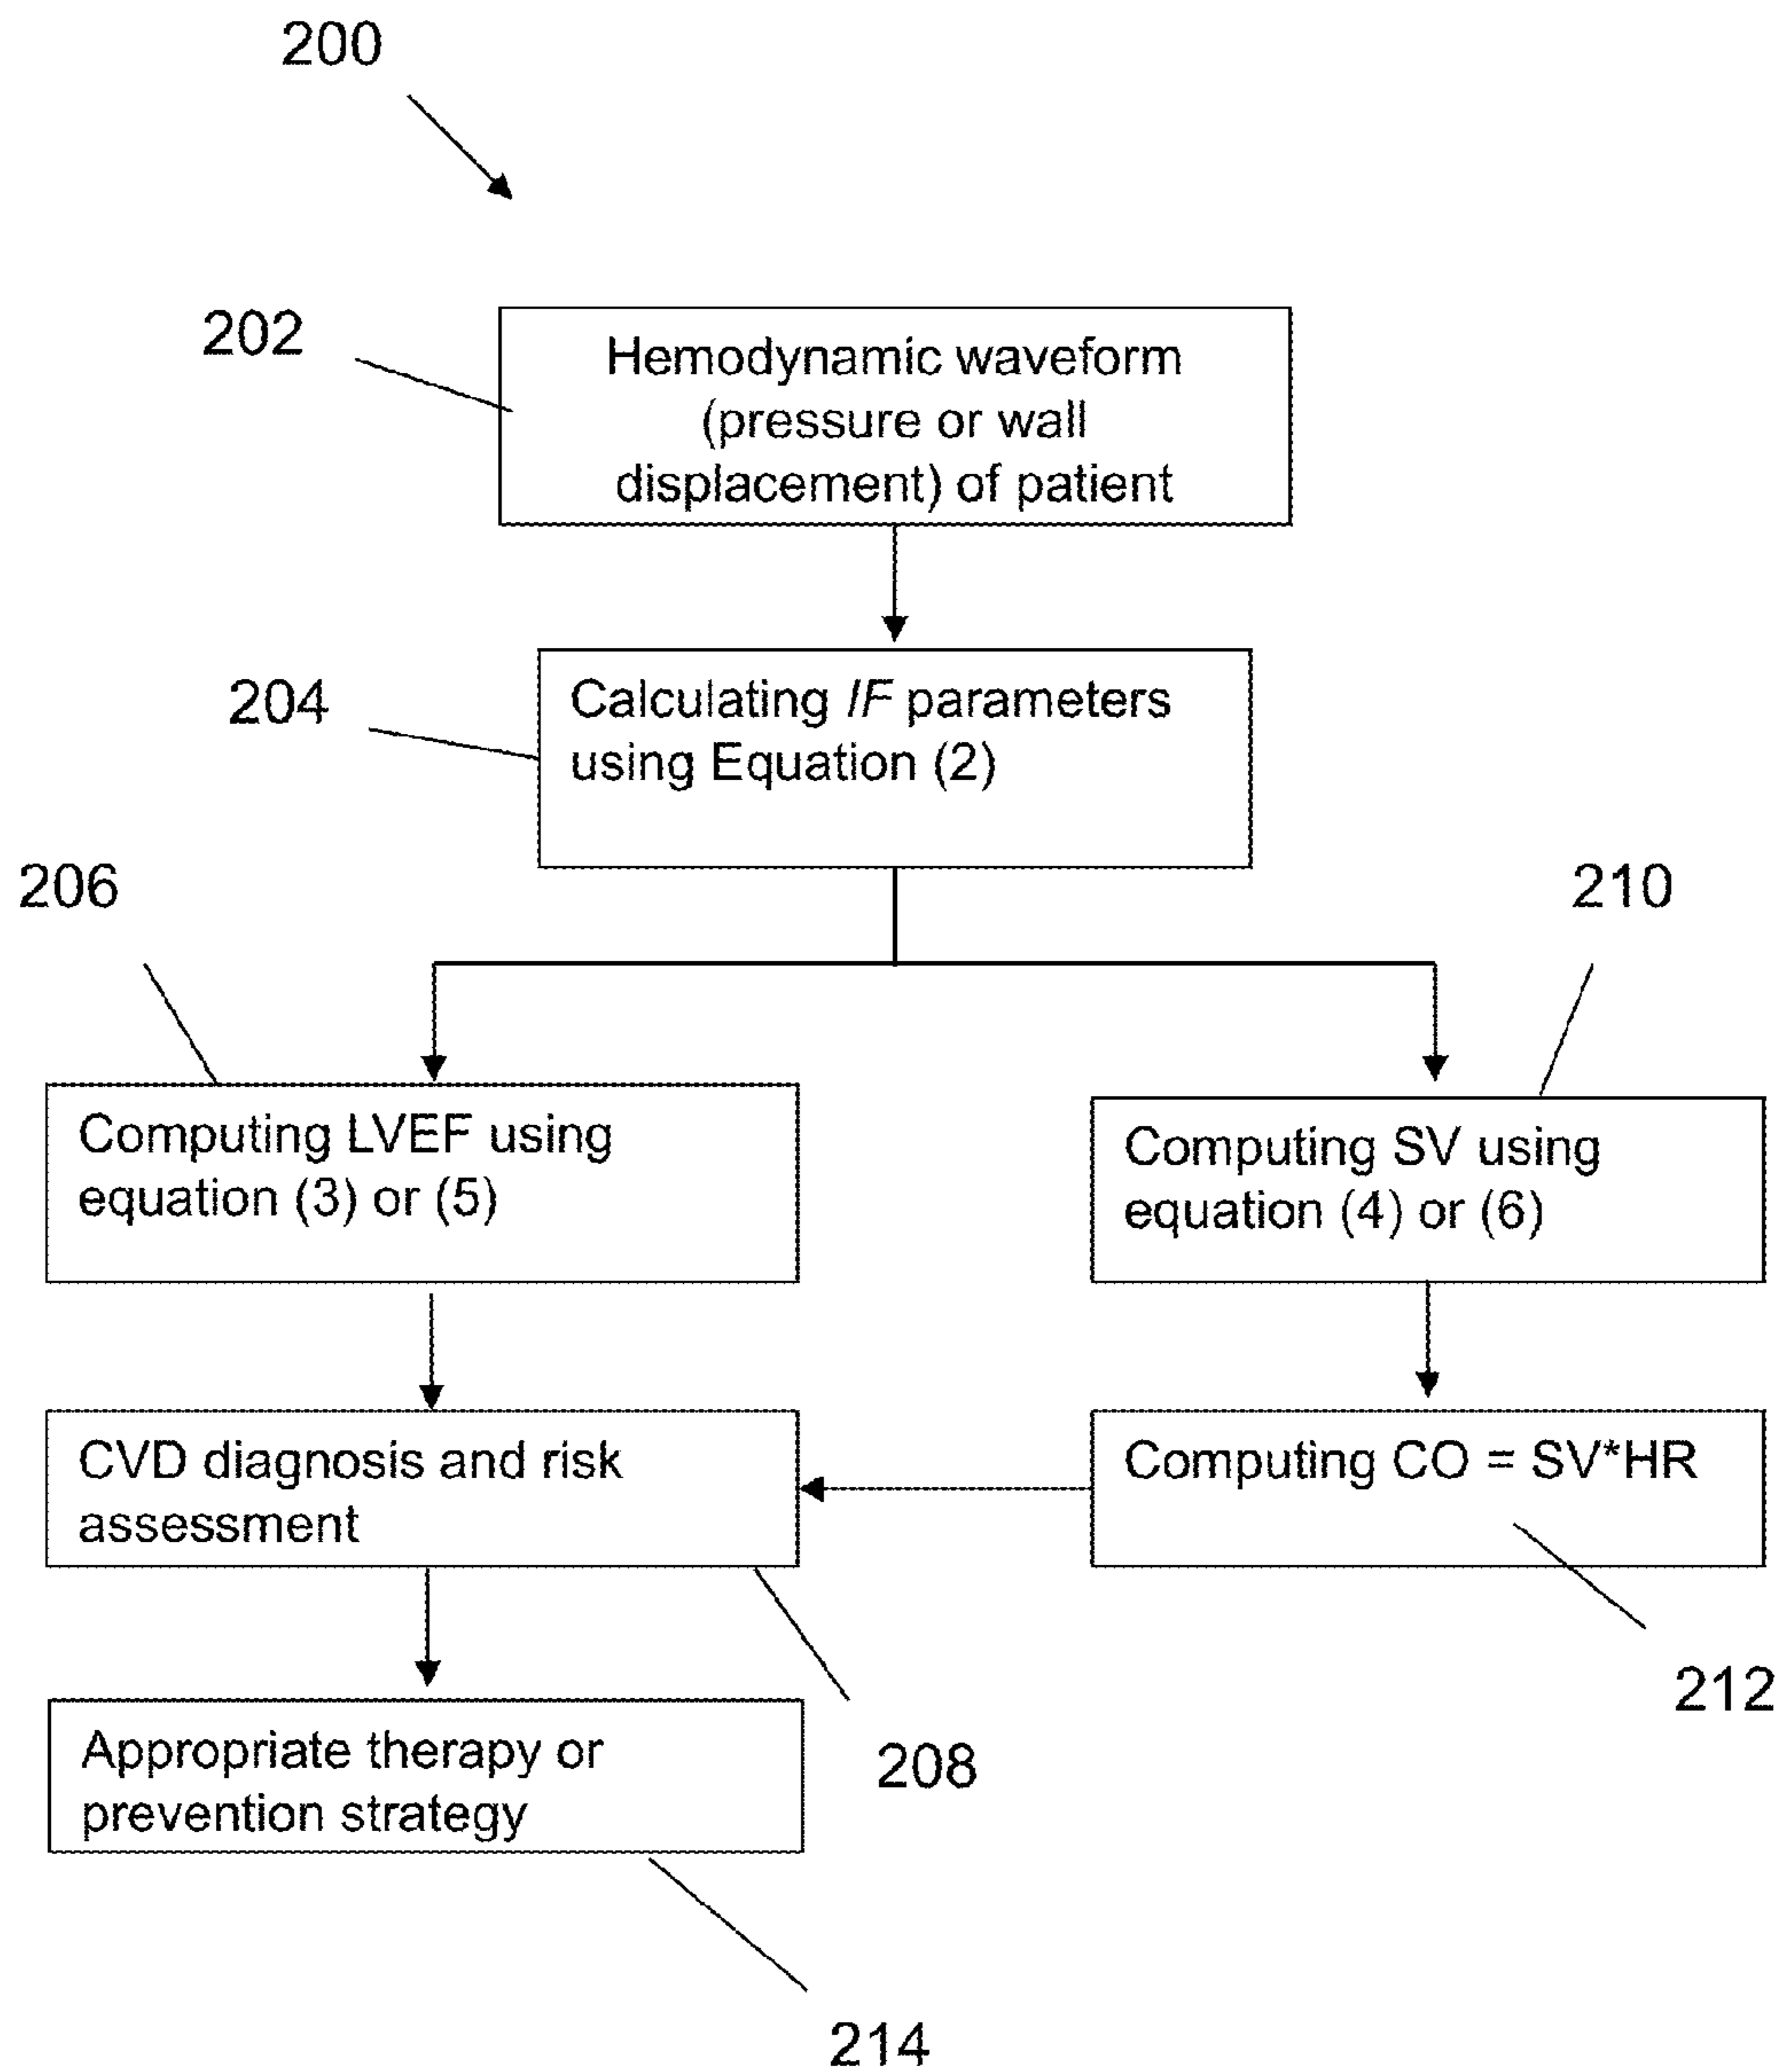 200
202
Hemodynamic waveform
(pressure or wall
displacement) of patient
204
Calculating IF parameters
using Equation (2)
206
210
Computing LVEF using
equation (3) or (5)
Computing SV using
equation (4) or (6)
CVD diagnosis and risk
assessment
Computing CO = SV*HR
212
208
Appropriate therapy or
prevention strategy
214